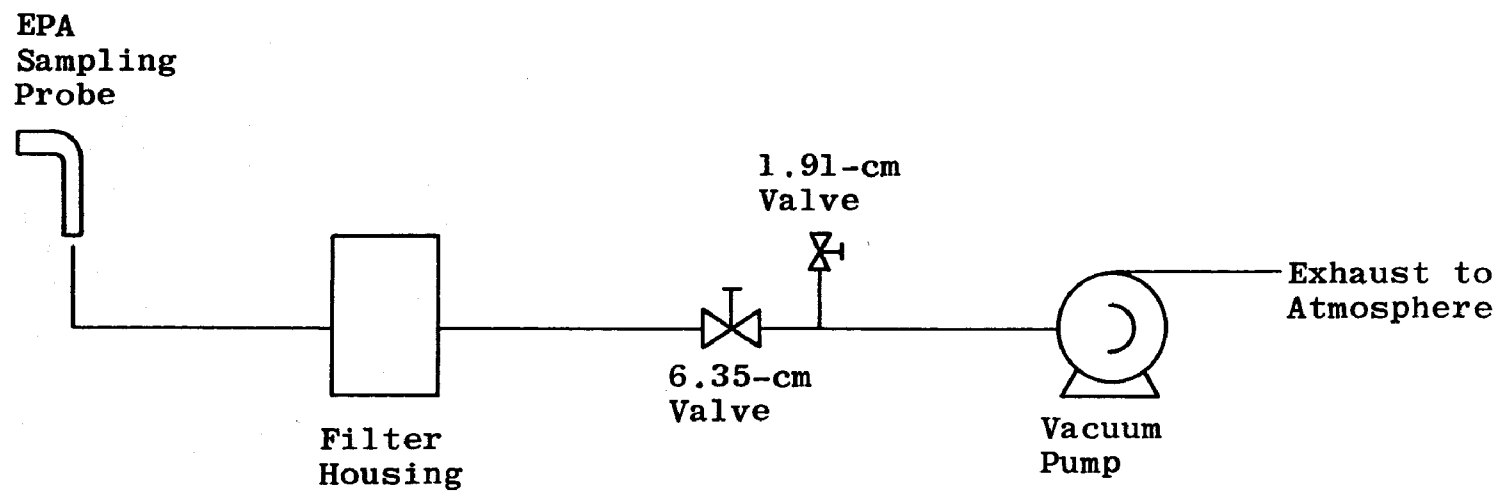 EPA
Sampling
Probe
1.91-cm
Valve
Exhaust to
Atmosphere
6.35-cm
Valve
Filter
Housing
Vacuum
Pump